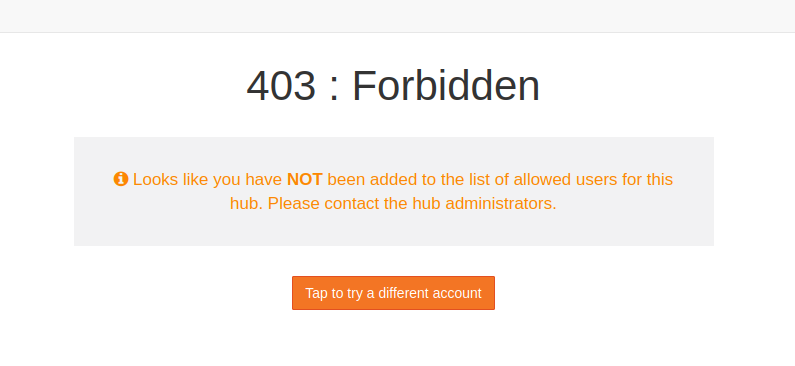 403 : Forbidden
Looks like you have NOT been added to the list of allowed users for this
hub. Please contact the hub administrators.
Tap to try a different account